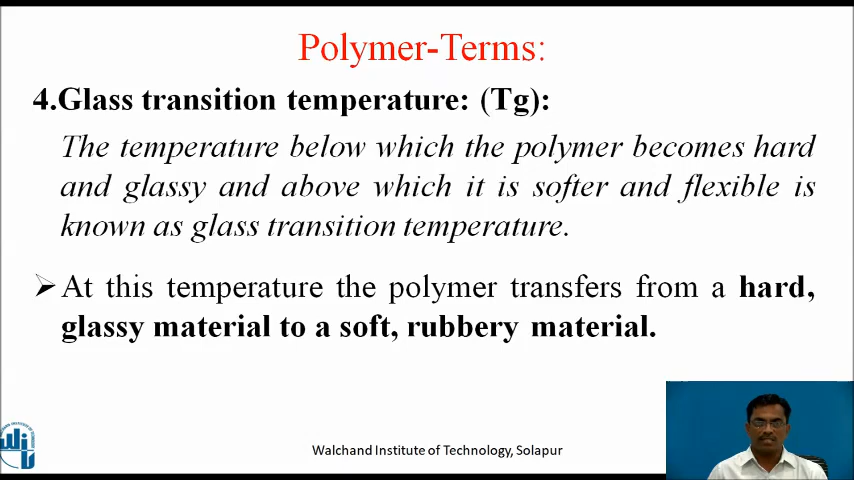 Polymer-Terms:
4.Glass transition temperature: (Tg):
The temperature below which the polymer becomes hard
and glassy and above which it is softer and flexible is
known as glass transition temperature.
At this temperature the polymer transfers from a hard,
glassy material to a soft, rubbery material.
Walchand Institute of Technology, Solapur